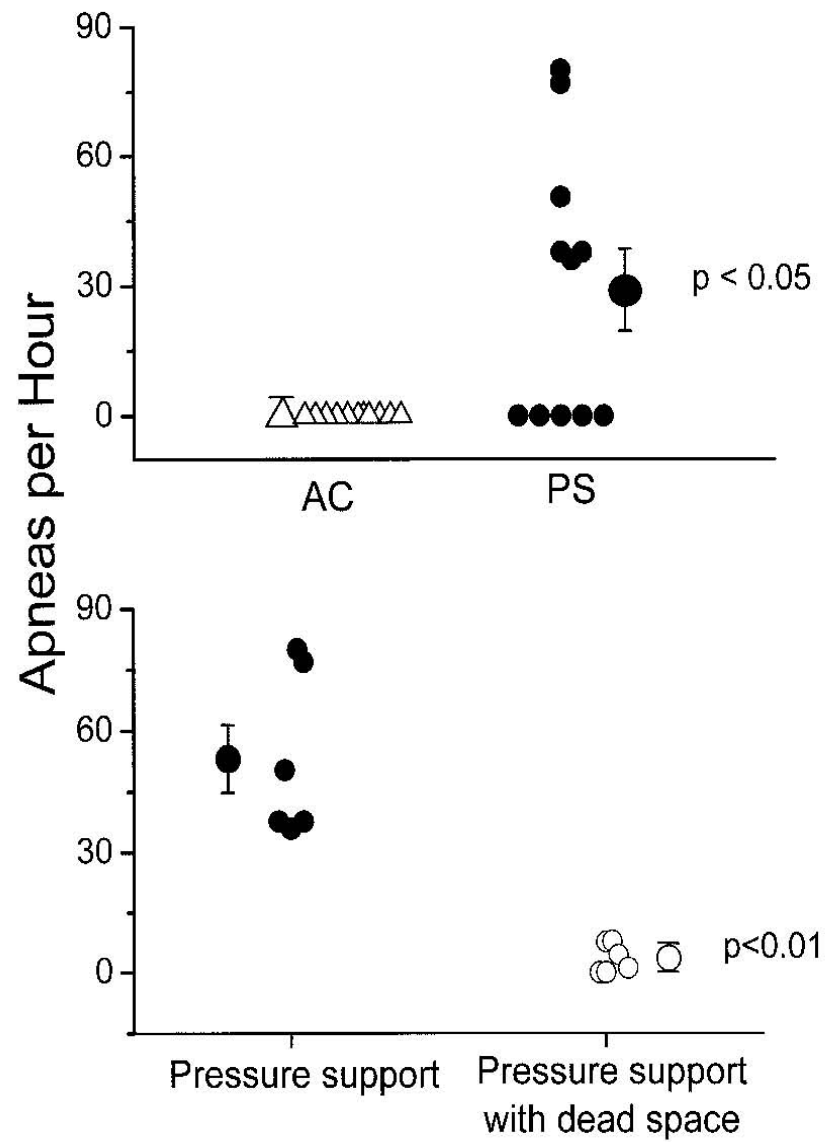 Apneas per Hour
90
60
30
0
p < 0.05
AC
PS
90
60
30
0
p<0.01
Pressure support
Pressure support
with dead space